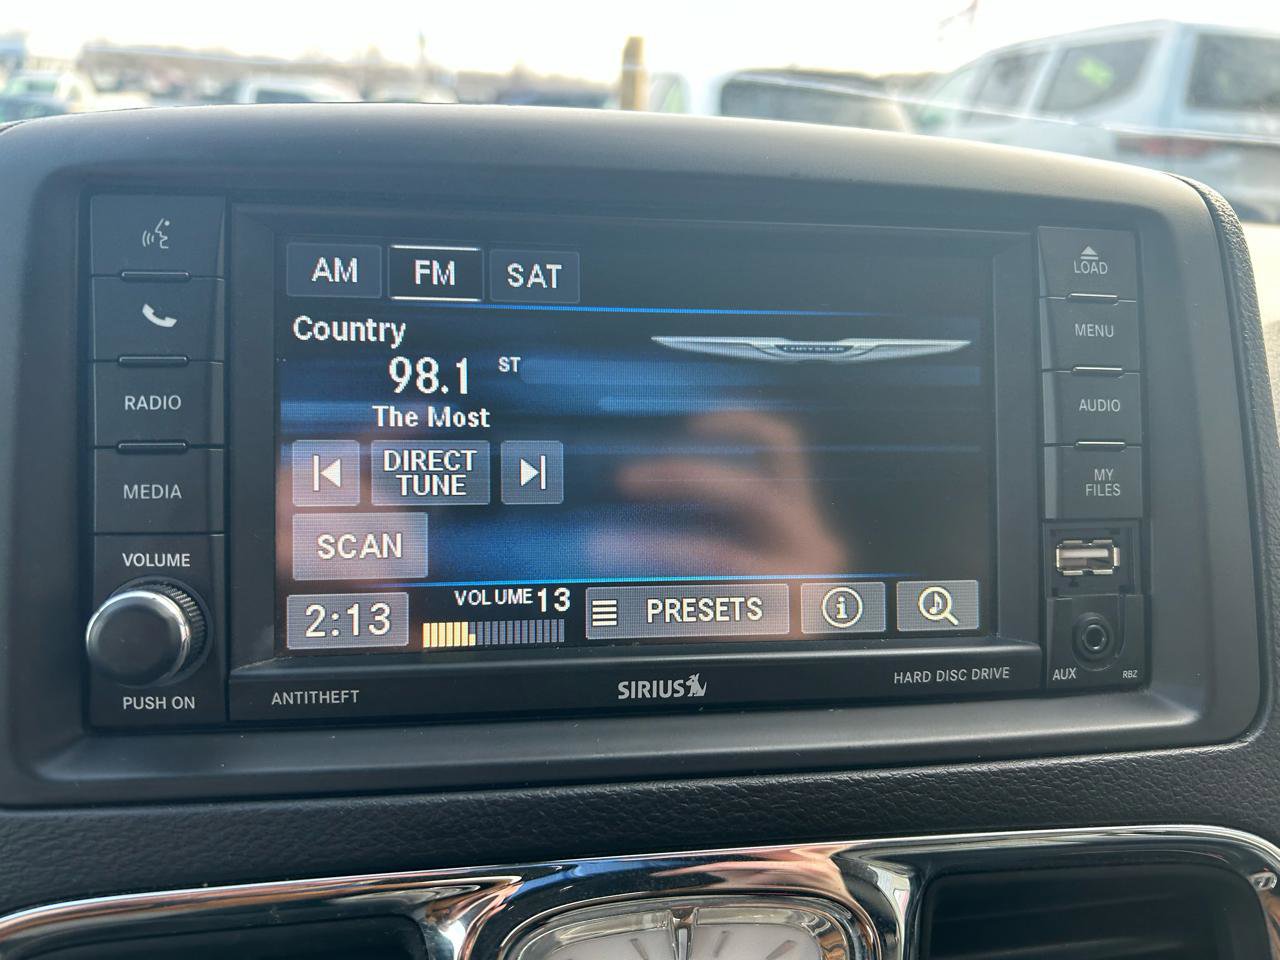 AM
FM
SAT
Country
98.1 ST
The Most
DIRECT
TUNE
SCAN
2:13
VOLUME 13
PRESETS
i
CHRYSLER
RADIO
MEDIA
VOLUME
PUSH ON
LOAD
MENU
AUDIO
MY
FILES
AUX
RBZ
ANTITHEFT
SIRIUS
HARD DISC DRIVE